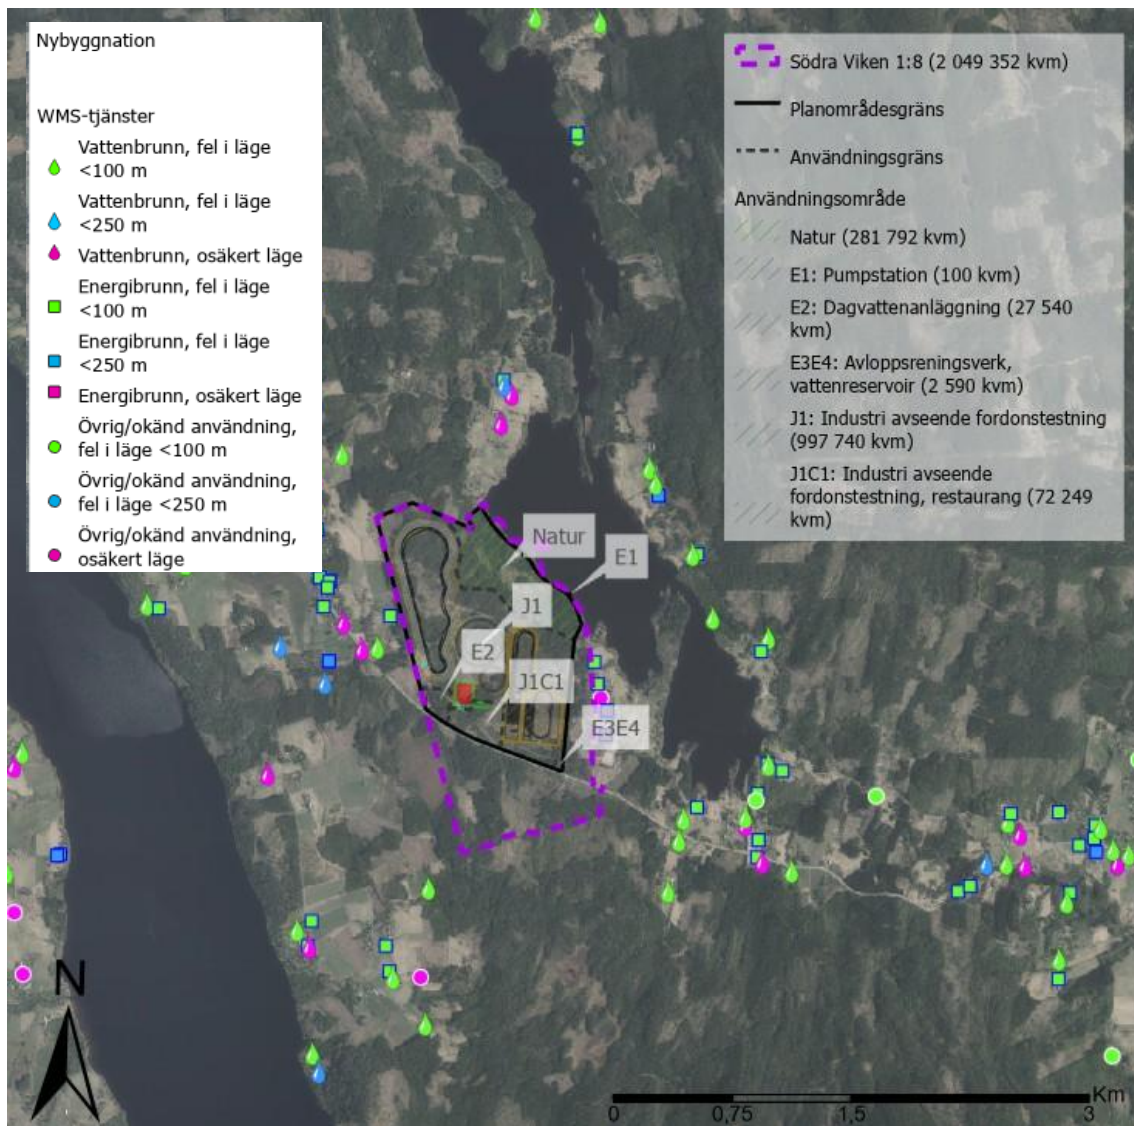 Nybyggnation
WMS-tjänster
Vattenbrunn, fel i läge
<100 m
Vattenbrunn, fel i läge
<250 m
Vattenbrunn, osäkert läge
Energibrunn, fel i läge
<100 m
Energibrunn, fel i läge
<250 m
Energibrunn, osäkert läge
Övrig/okänd användning,
fel i läge <100 m
Övrig/okänd användning,
fel i läge <250 m
Övrig/okänd användning,
osäkert läge
Södra Viken 1:8 (2 049 352 kvm)
Planområdesgräns
Användningsgräns
Användningsområde
Natur (281 792 kvm)
E1: Pumpstation (100 kvm)
E2: Dagvattenanläggning (27 540
kvm)
E3E4: Avloppsreningsverk,
vattenreservoir (2 590 kvm)
J1: Industri avseende fordonstestning
(997 740 kvm)
J1C1: Industri avseende
fordonstestning, restaurang (72 249
kvm)
Natur
E1
J1
E2
J1C1
E3E4
N
Km
0 0,75 1,5 3